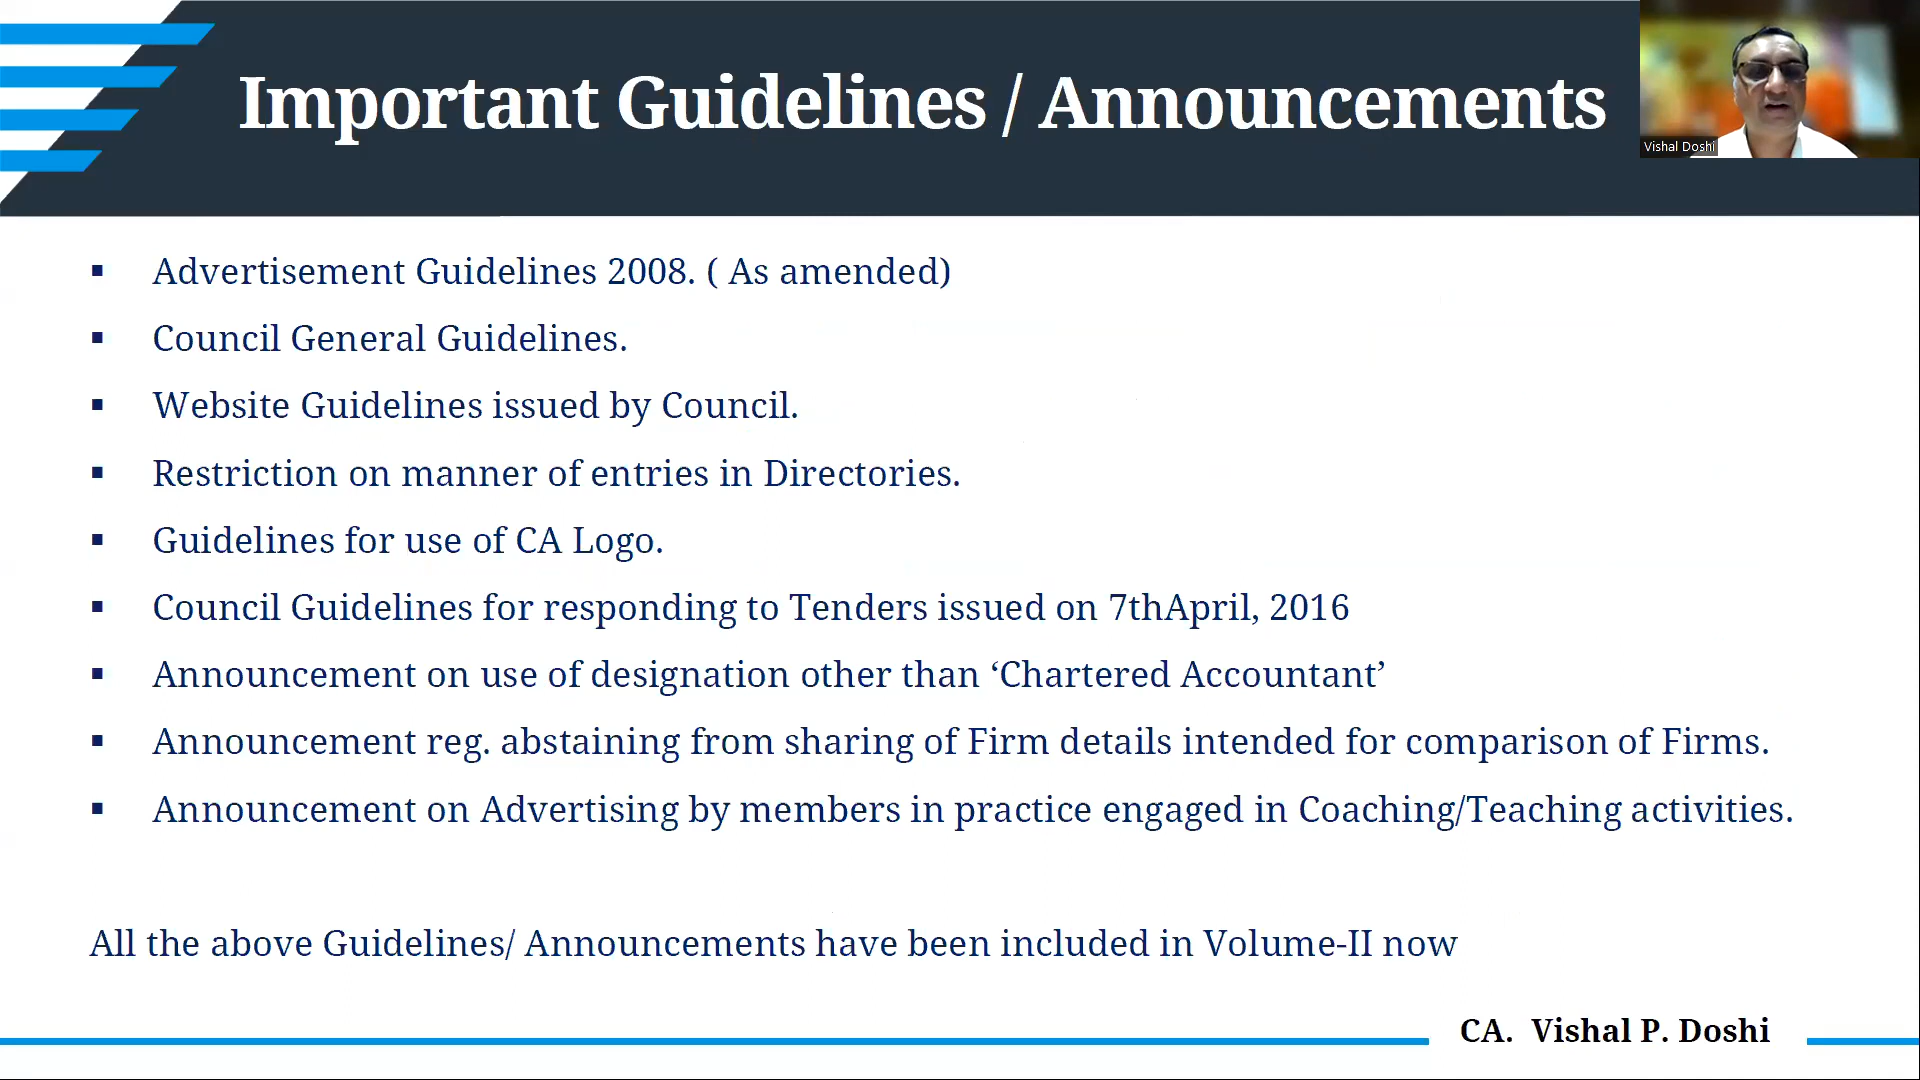 Important Guidelines / Announcements
Vishal Doshi
▪ Advertisement Guidelines 2008. ( As amended)
▪ Council General Guidelines.
▪ Website Guidelines issued by Council.
▪ Restriction on manner of entries in Directories.
▪ Guidelines for use of CA Logo.
▪ Council Guidelines for responding to Tenders issued on 7thApril, 2016
▪ Announcement on use of designation other than ‘Chartered Accountant’
▪ Announcement reg. abstaining from sharing of Firm details intended for comparison of Firms.
▪ Announcement on Advertising by members in practice engaged in Coaching/Teaching activities.
All the above Guidelines/ Announcements have been included in Volume-II now
CA. Vishal P. Doshi